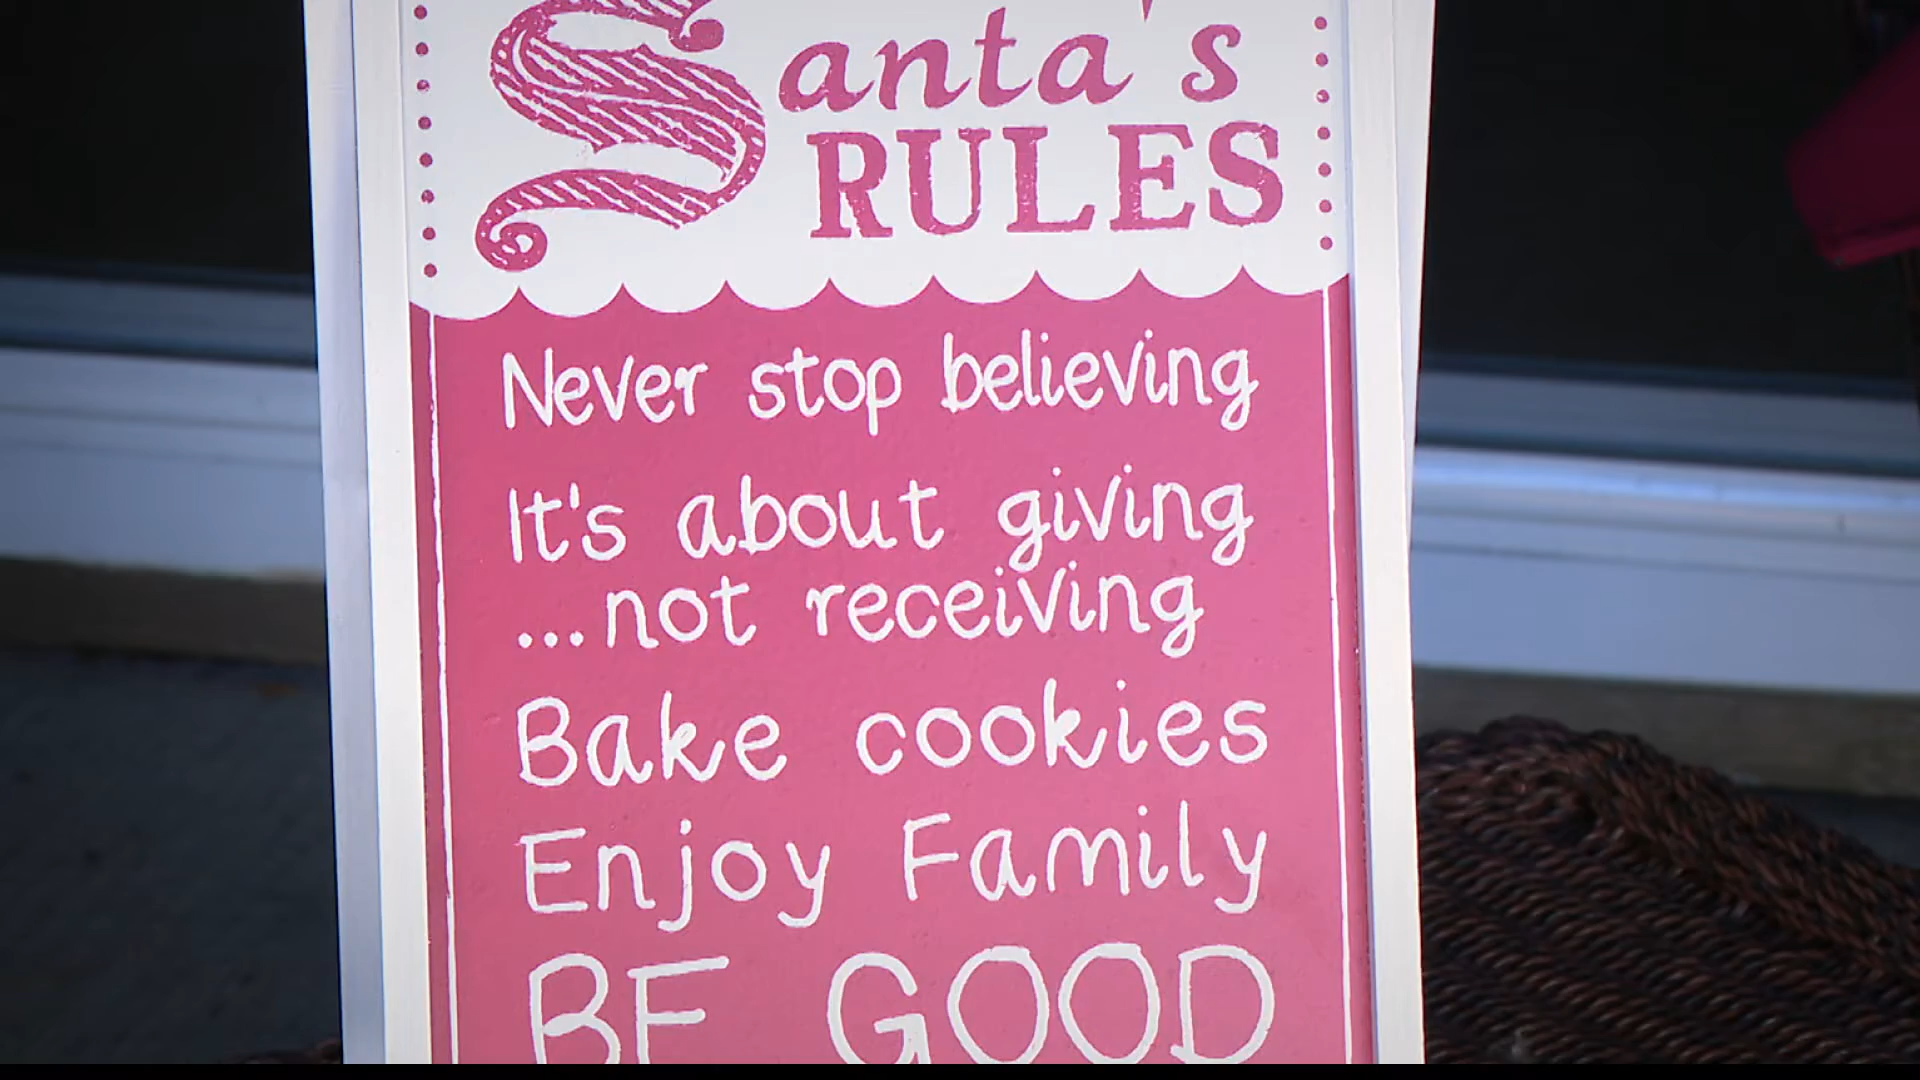 Santa's
RULES
Never stop believing
It's about giving
...not receiving
Bake cookies
Enjoy Family
BE GOOD